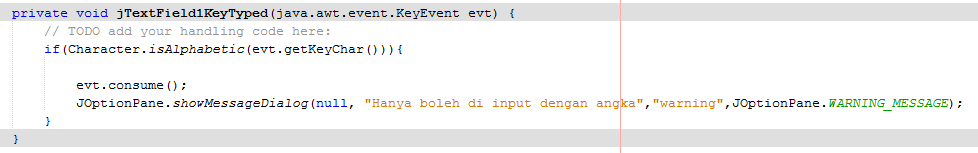 private void jTextField1KeyTyped(java.awt.event.KeyEvent evt) {
// TODO add your handling code here:
if(Character.isAlphabetic(evt.getKeyChar())){
evt.consume();
JOptionPane.showMessageDialog(null, "Hanya boleh di input dengan angka","warning",JOptionPane.WARNING_MESSAGE);
}
}